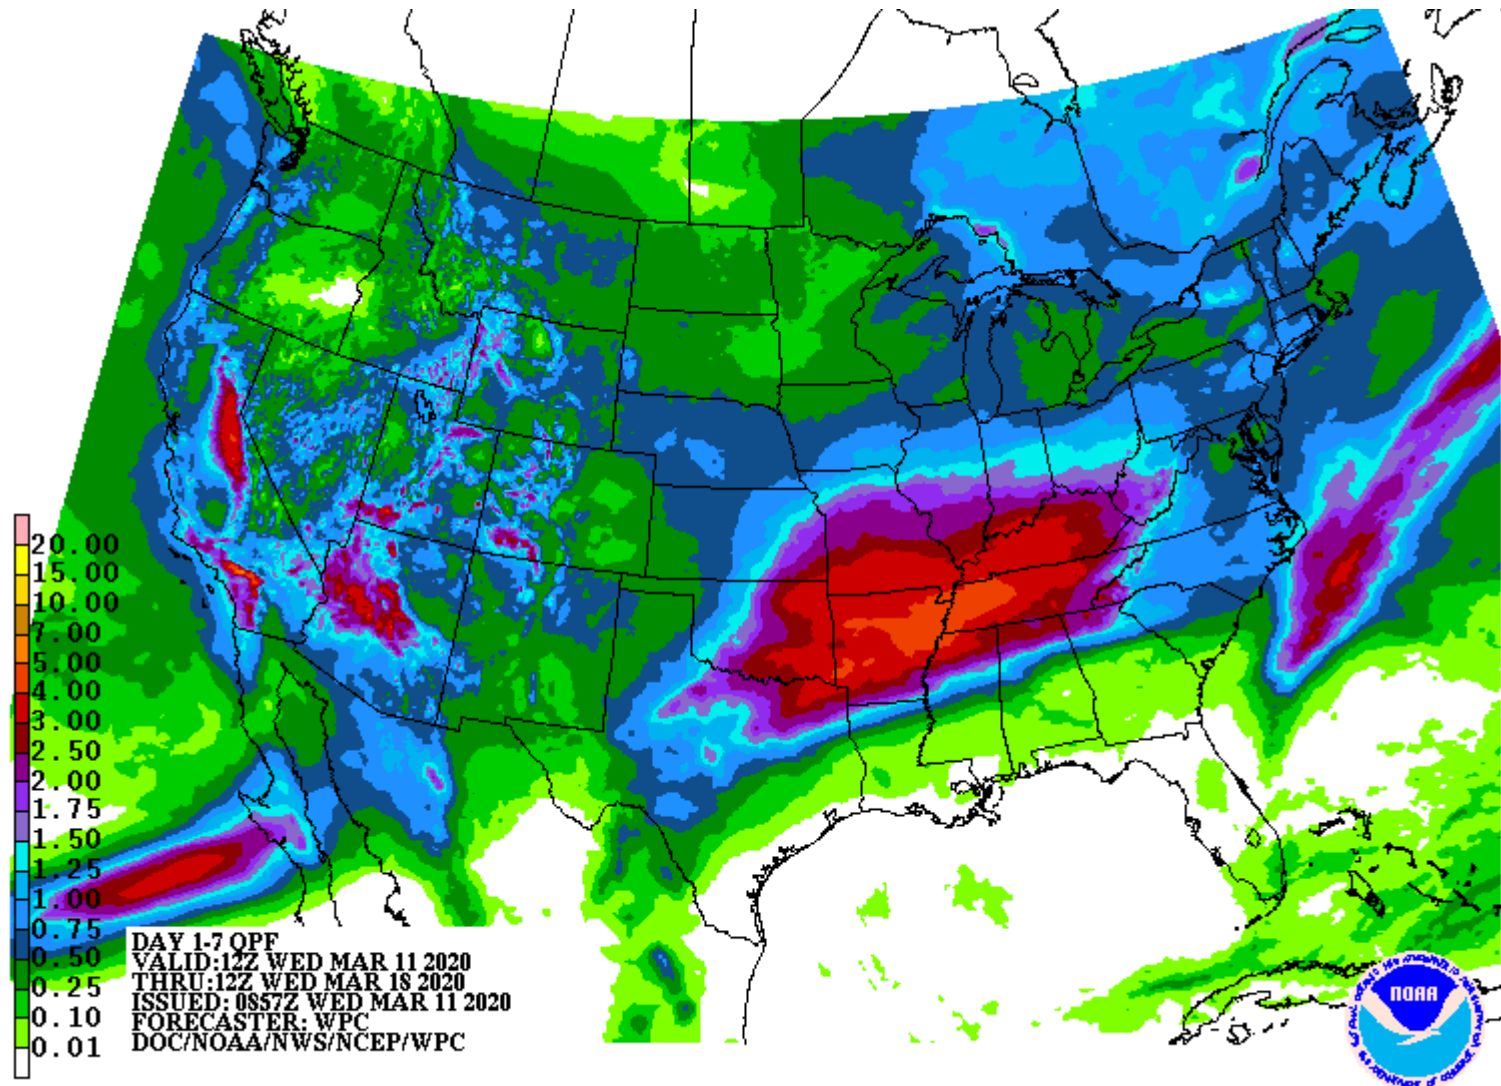 20.00
15.00
10.00
7.00
5.00
4.00
3.00
2.50
2.00
1.75
1.50
1.25
1.00
0.75
0.50
0.25
0.10
0.01
DAY 1-7 QPF
VALID:12Z WED MAR 11 2020
THRU:12Z WED MAR 18 2020
ISSUED: 0857Z WED MAR 11 2020
FORECASTER: WPC
DOC/NOAA/NWS/NCEP/WPC
NOAA